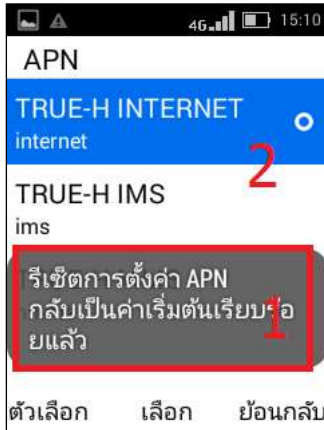 4G 15:10
APN
TRUE-H INTERNET
internet
2
TRUE-H IMS
ims
รีเซ็ตการตั้งค่า APN
กลับเป็นค่าเริ่มต้นเรียบร้อ
ยแล้ว
1
ตัวเลือก เลือก ย้อนกลับ